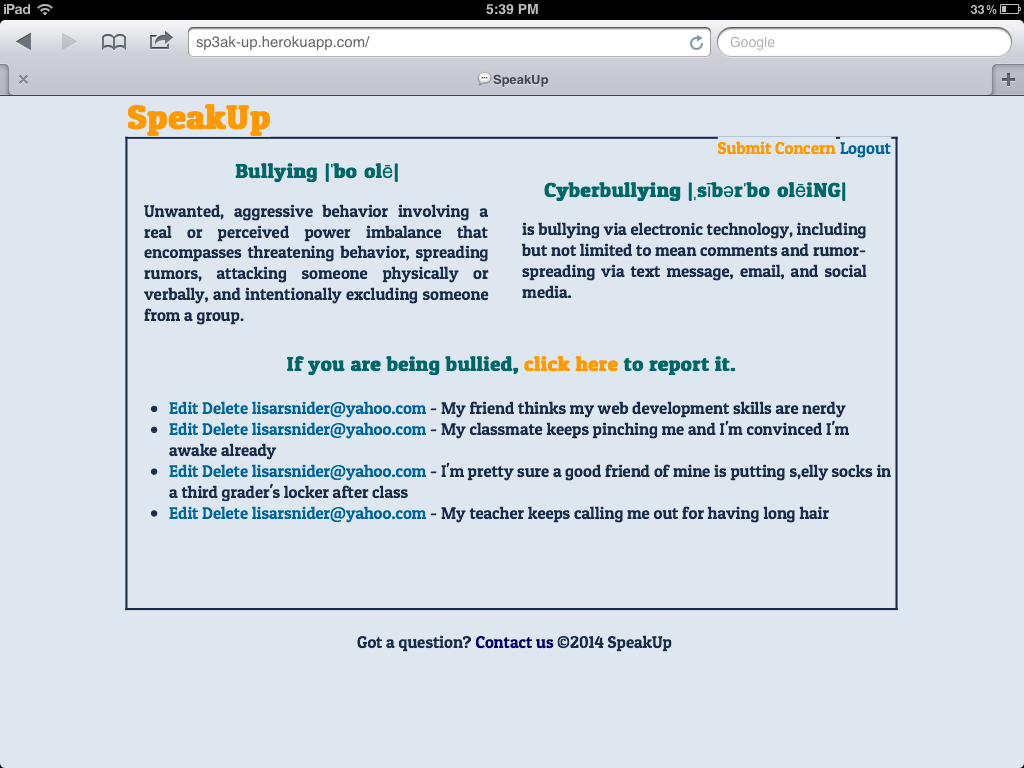 iPad 5:39 PM 33%
sp3ak-up.herokuapp.com/ Google
SpeakUp
SpeakUp
Submit Concern Logout
Bullying |ˈbo olē|
Unwanted, aggressive behavior involving a
real or perceived power imbalance that
encompasses threatening behavior, spreading
rumors, attacking someone physically or
verbally, and intentionally excluding someone
from a group.
Cyberbullying |ˌsībərˈbo olēiNG|
is bullying via electronic technology, including
but not limited to mean comments and rumor-
spreading via text message, email, and social
media.
If you are being bullied, click here to report it.
• Edit Delete lisarsnider@yahoo.com - My friend thinks my web development skills are nerdy
• Edit Delete lisarsnider@yahoo.com - My classmate keeps pinching me and I'm convinced I'm
awake already
• Edit Delete lisarsnider@yahoo.com - I'm pretty sure a good friend of mine is putting s,elly socks in
a third grader's locker after class
• Edit Delete lisarsnider@yahoo.com - My teacher keeps calling me out for having long hair
Got a question? Contact us ©2014 SpeakUp